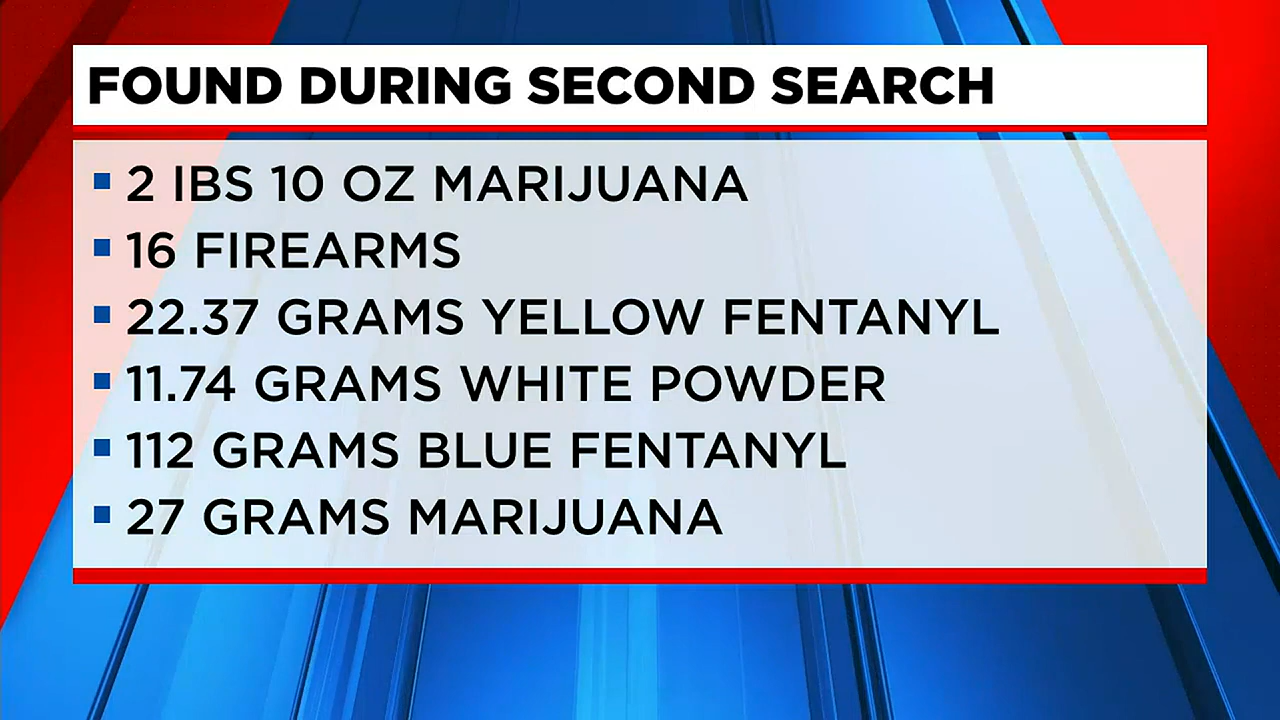 FOUND DURING SECOND SEARCH
2 IBS 10 OZ MARIJUANA
16 FIREARMS
22.37 GRAMS YELLOW FENTANYL
11.74 GRAMS WHITE POWDER
112 GRAMS BLUE FENTANYL
27 GRAMS MARIJUANA